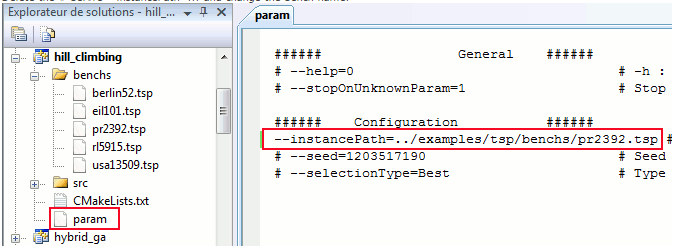 Explorateur de solutions - hill_...
hill_climbing
benchs
berlin52.tsp
eil101.tsp
pr2392.tsp
rl5915.tsp
usa13509.tsp
src
CMakeLists.txt
param
hybrid_ga
param
###### General ######
# --help=0 # -h :
# --stopOnUnknownParam=1 # Stop
###### Configuration ######
--instancePath=../examples/tsp/benchs/pr2392.tsp #
# --seed=1203517190 # Seed
# --selectionType=Best # Type